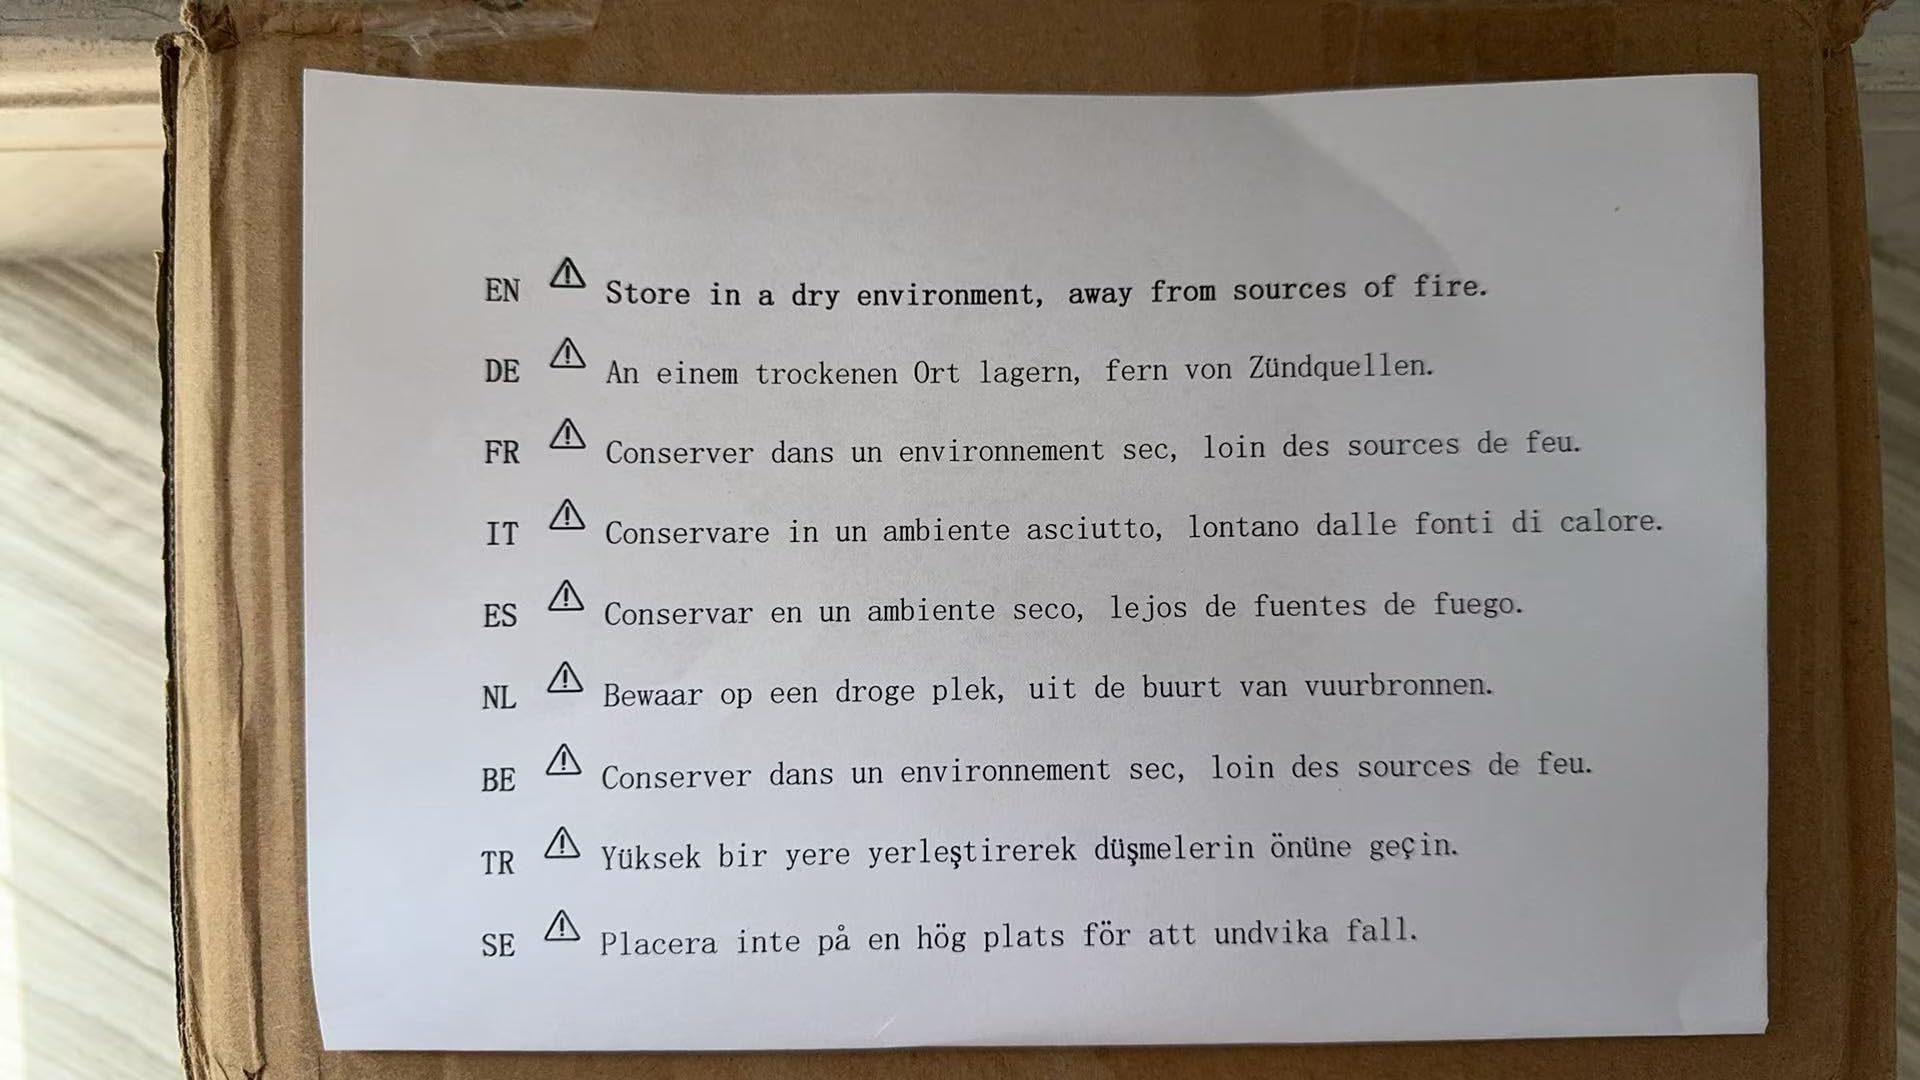 EN ⚠ Store in a dry environment, away from sources of fire.
DE ⚠ An einem trockenen Ort lagern, fern von Zündquellen.
FR ⚠ Conserver dans un environnement sec, loin des sources de feu.
IT ⚠ Conservare in un ambiente asciutto, lontano dalle fonti di calore.
ES ⚠ Conservar en un ambiente seco, lejos de fuentes de fuego.
NL ⚠ Bewaar op een droge plek, uit de buurt van vuurbronnen.
BE ⚠ Conserver dans un environnement sec, loin des sources de feu.
TR ⚠ Yüksek bir yere yerleştirerek düşmelerin önüne geçin.
SE ⚠ Placera inte på en hög plats för att undvika fall.